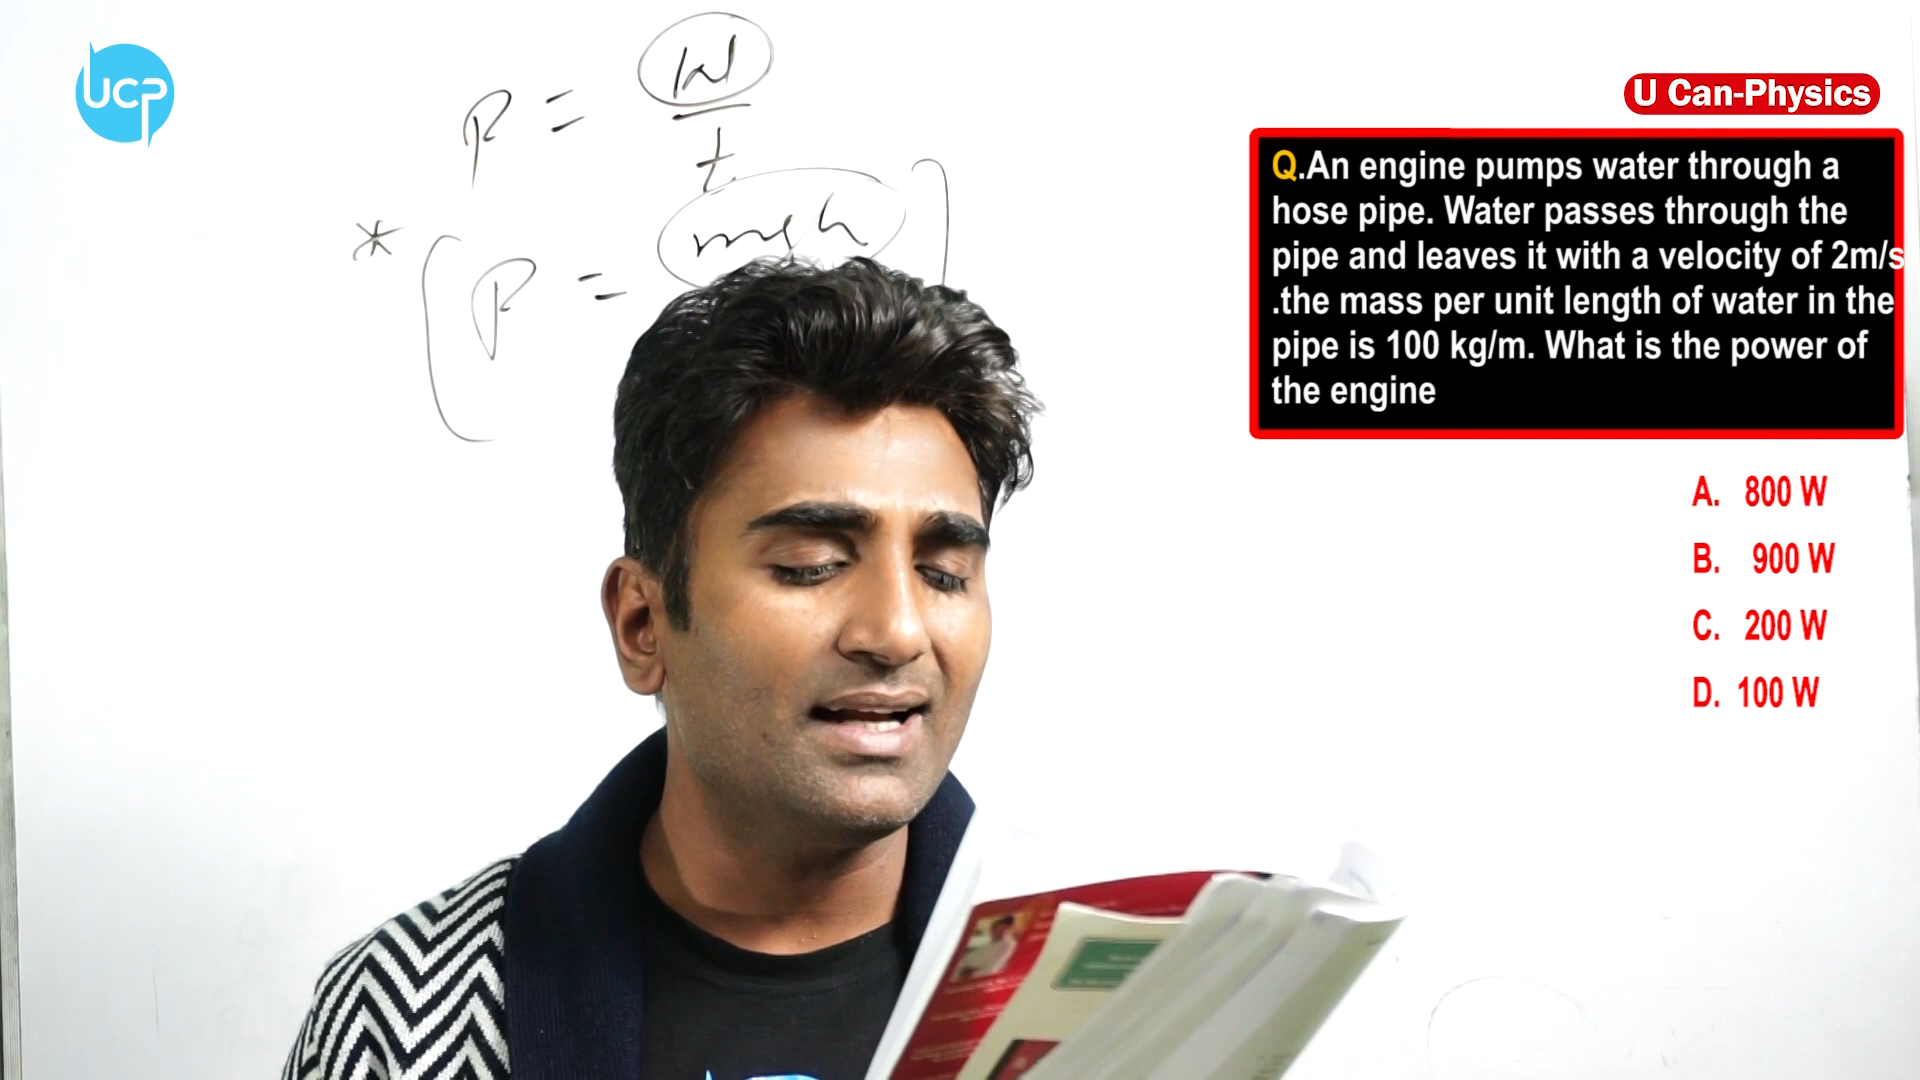 UCP
P = W
t
* [ P = mgh ]
U Can-Physics
Q.An engine pumps water through a
hose pipe. Water passes through the
pipe and leaves it with a velocity of 2m/s
.the mass per unit length of water in the
pipe is 100 kg/m. What is the power of
the engine
A. 800 W
B. 900 W
C. 200 W
D. 100 W